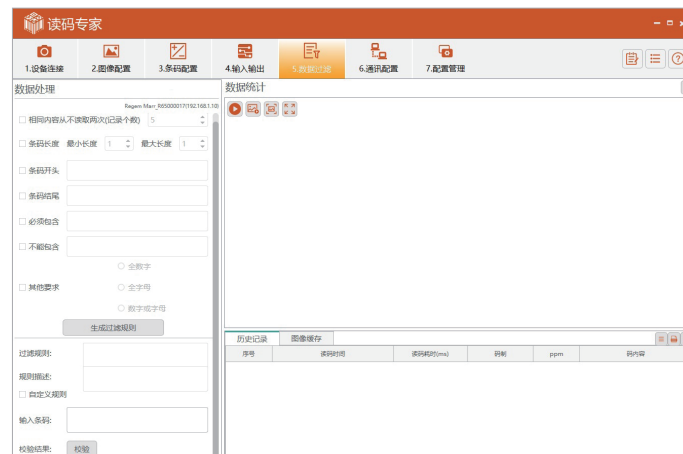 读码专家
1.设备连接 2.图像配置 3.条码配置 4.输入输出 5.数据过滤 6.通讯配置 7.配置管理
数据处理 数据统计
Regem Marr_R65000017(192.168.1.10)
相同内容从不读取两次(记录个数) 5
条码长度 最小长度 1 最大长度 1
条码开头
条码结尾
必须包含
不能包含
全数字
其他要求 全字母
数字或字母
生成过滤规则
历史记录 图像缓存
序号 读码时间 读码耗时(ms) 码制 ppm 码内容
过滤规则:
规则描述:
自定义规则
输入条码:
校验结果: 校验